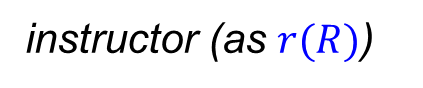 instructor (as r(R))